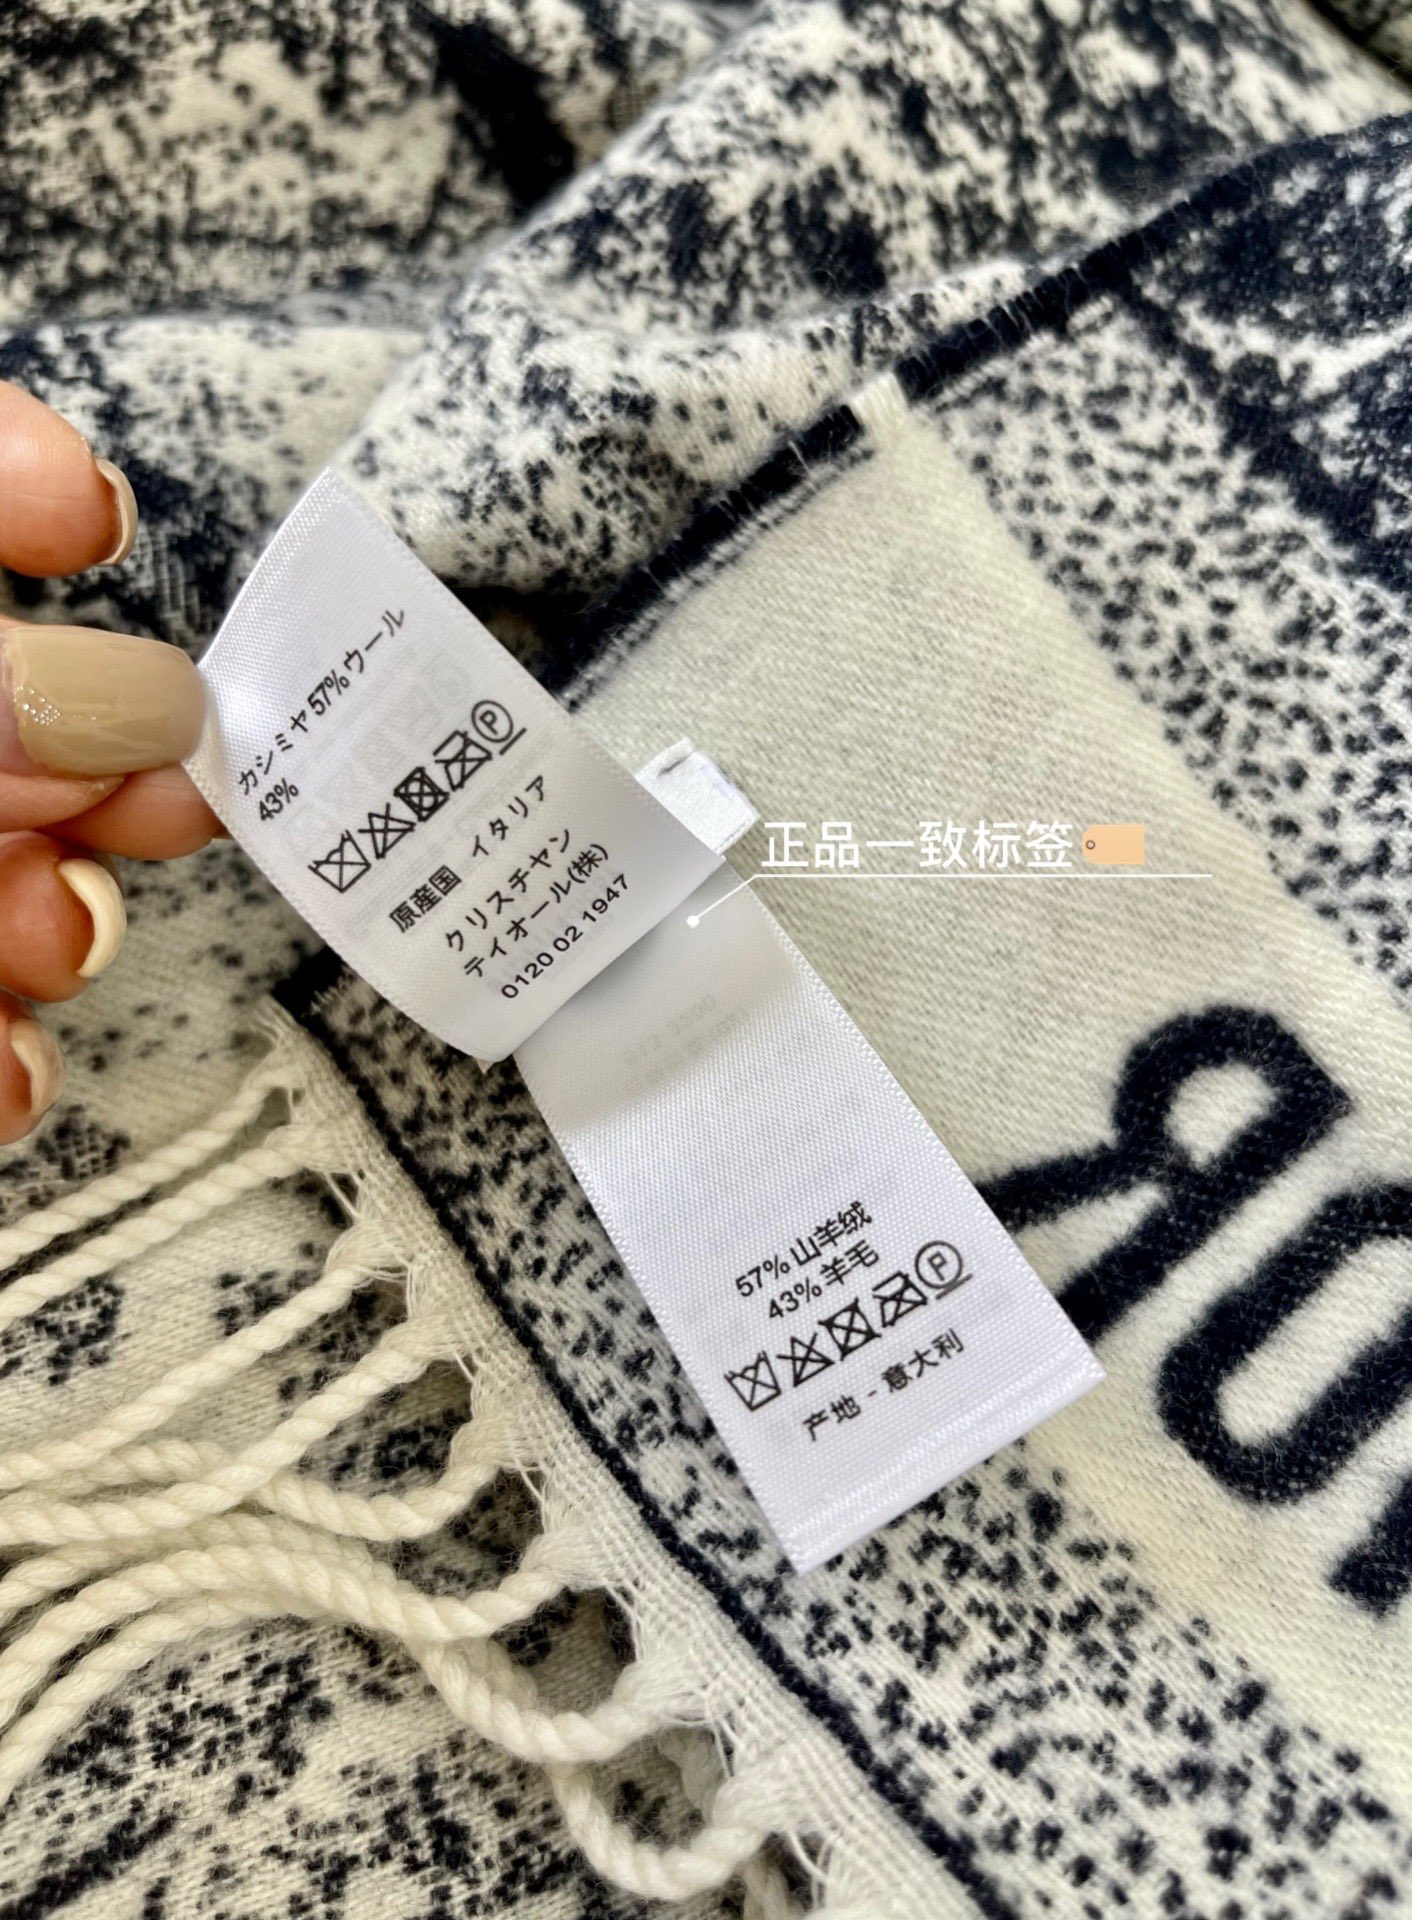 カシミヤ 57% ウール
43%
原産国 イタリア
クリスチャン
デイオール(株)
0120 02 1947
正品一致标签
57% 山羊绒
43% 羊毛
产地 - 意大利